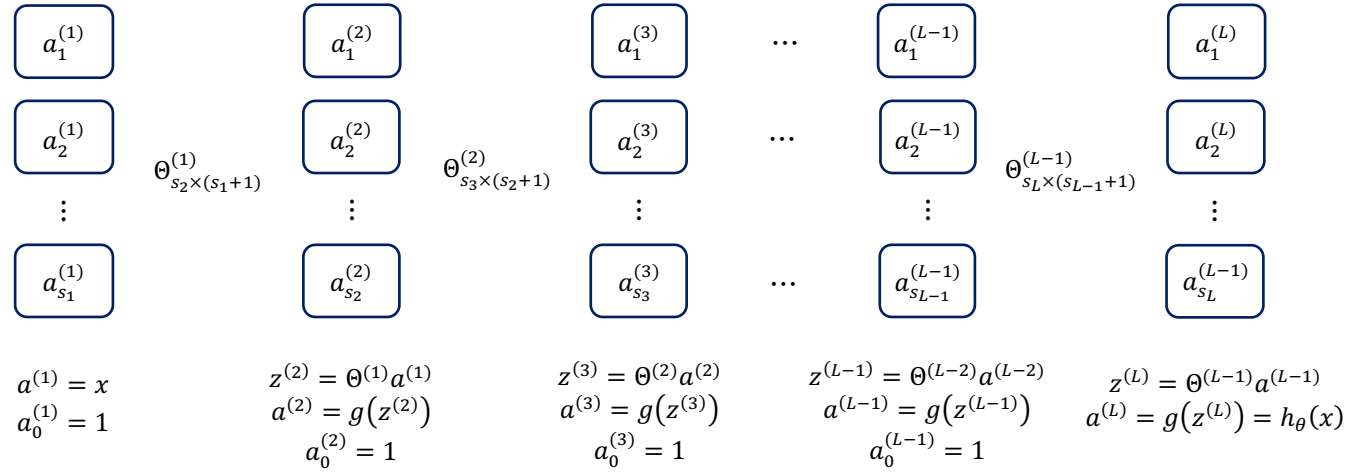 a_1^{(1)} a_1^{(2)} a_1^{(3)} ⋯ a_1^{(L−1)} a_1^{(L)}
a_2^{(1)} a_2^{(2)} a_2^{(3)} ⋯ a_2^{(L−1)} a_2^{(L)}
Θ^{(1)}_{s_2×(s_1+1)} Θ^{(2)}_{s_3×(s_2+1)} Θ^{(L−1)}_{s_L×(s_{L−1}+1)}
⋮ ⋮ ⋮ ⋮ ⋮
a_{s_1}^{(1)} a_{s_2}^{(2)} a_{s_3}^{(3)} ⋯ a_{s_{L−1}}^{(L−1)} a_{s_L}^{(L−1)}
a^{(1)} = x
a_0^{(1)} = 1
z^{(2)} = Θ^{(1)}a^{(1)}
a^{(2)} = g(z^{(2)})
a_0^{(2)} = 1
z^{(3)} = Θ^{(2)}a^{(2)}
a^{(3)} = g(z^{(3)})
a_0^{(3)} = 1
z^{(L−1)} = Θ^{(L−2)}a^{(L−2)}
a^{(L−1)} = g(z^{(L−1)})
a_0^{(L−1)} = 1
z^{(L)} = Θ^{(L−1)}a^{(L−1)}
a^{(L)} = g(z^{(L)}) = h_θ(x)